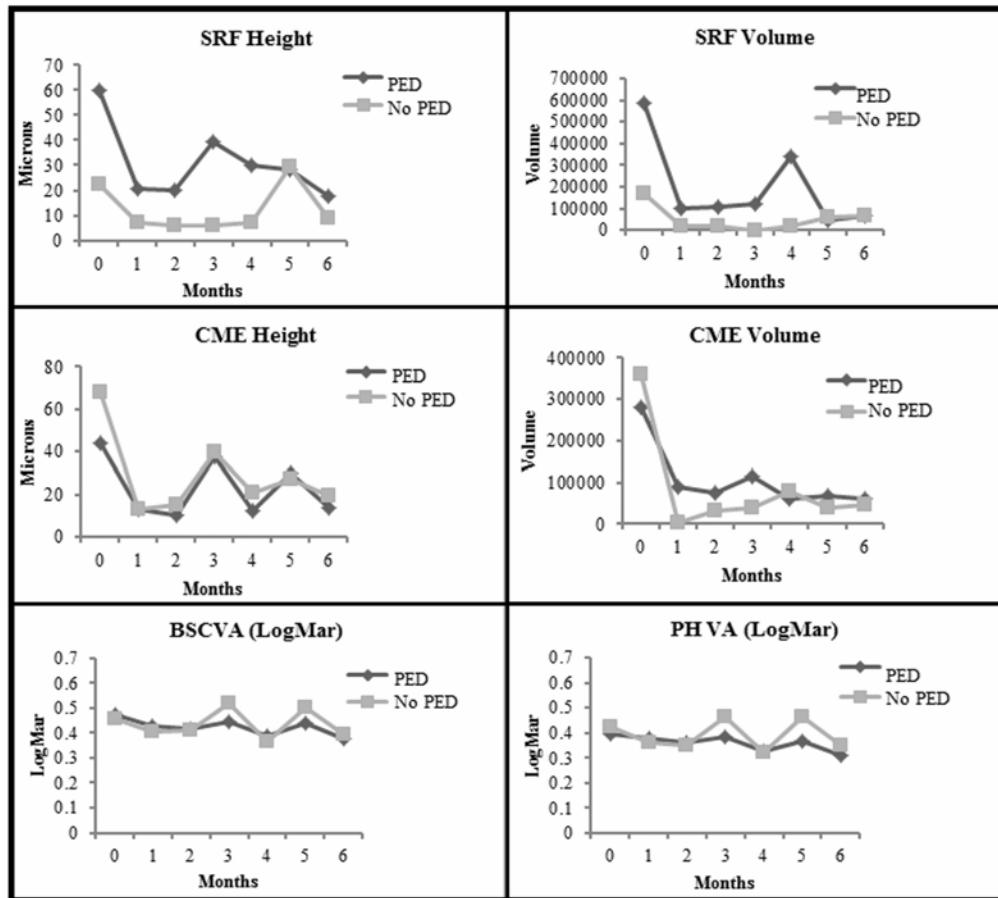 SRF Height
70
60
50
40
30
20
10
0
Microns
PED
No PED
0 1 2 3 4 5 6
Months
SRF Volume
700000
600000
500000
400000
300000
200000
100000
0
Volume
PED
No PED
0 1 2 3 4 5 6
Months
CME Height
80
60
40
20
0
Microns
PED
No PED
0 1 2 3 4 5 6
Months
CME Volume
400000
300000
200000
100000
0
Volume
PED
No PED
0 1 2 3 4 5 6
Months
BSCVA (LogMar)
0.7
0.6
0.5
0.4
0.3
0.2
0.1
0
LogMar
PED
No PED
0 1 2 3 4 5 6
Months
PH VA (LogMar)
0.7
0.6
0.5
0.4
0.3
0.2
0.1
0
LogMar
PED
No PED
0 1 2 3 4 5 6
Months